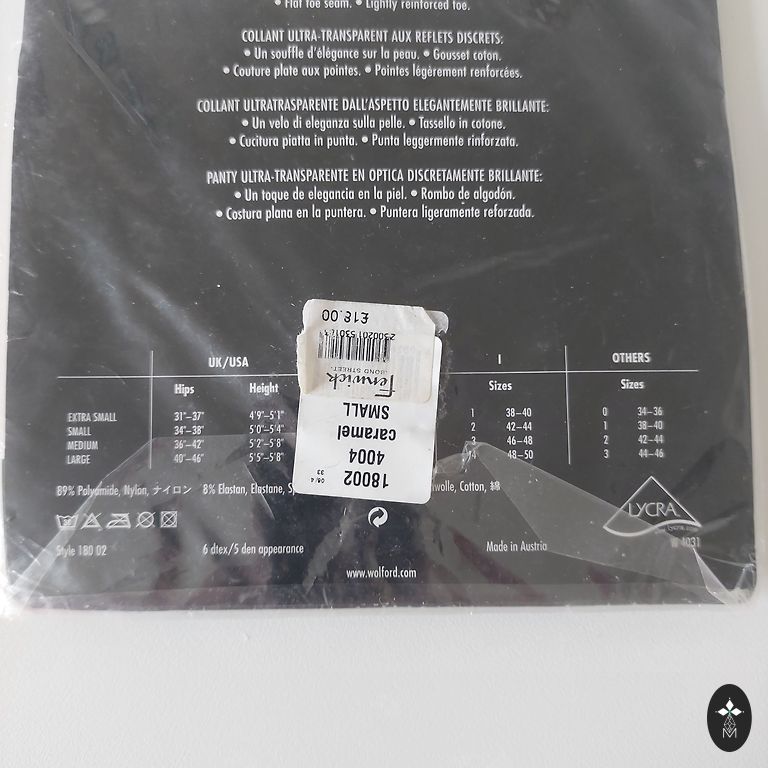 • Flat toe seam. • Lightly reinforced toe.
COLLANT ULTRA-TRANSPARENT AUX REFLETS DISCRETS:
• Un souffle d'élégance sur la peau. • Gousset coton.
• Couture plate aux pointes. • Pointes légèrement renforcées.
COLLANT ULTRATRASPARENTE DALL'ASPETTO ELEGANTEMENTE BRILLANTE:
• Un velo di eleganza sulla pelle. • Tassello in cotone.
• Cucitura piatta in punta. • Punta leggermente rinforzata.
PANTY ULTRA-TRANSPARENTE EN OPTICA DISCRETAMENTE BRILLANTE:
• Un toque de elegancia en la piel. • Rombo de algodón.
• Costura plana en la puntera. • Puntera ligeramente reforzada.
UK/USA I OTHERS
Hips Height Sizes Sizes
EXTRA SMALL 31"–37" 4'9"–5'1" 1 38–40 0 34–36
SMALL 34"–38" 5'0"–5'4" 2 42–44 1 38–40
MEDIUM 36"–42" 5'2"–5'8" 3 46–48 2 42–44
LARGE 40"–46" 5'5"–5'8" 4 48–50 3 44–46
£18.00
BOND STREET
Fenwick
SMALL
caramel
4004
18002
08/4
33
89% Polyamide, Nylon, ナイロン 8% Elastan, Elastane, Cotton, 綿
LYCRA
Style 180 02 6 dtex/5 den appearance Made in Austria 4031
www.wolford.com
M